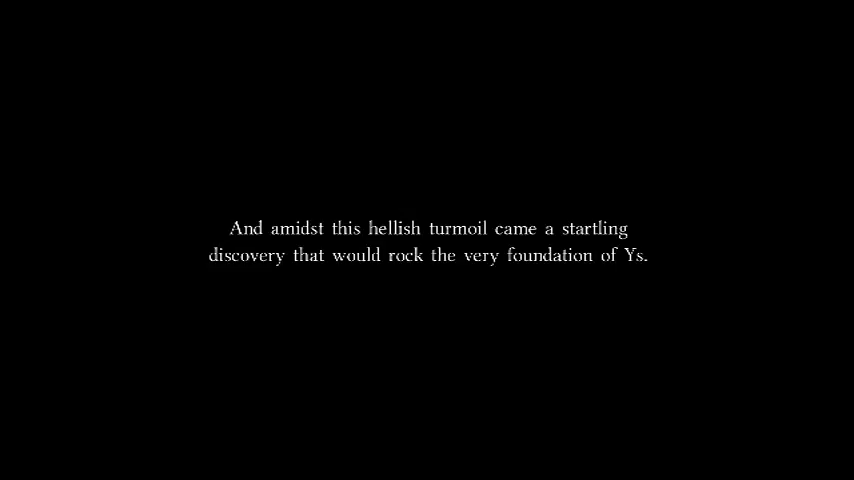 And amidst this hellish turmoil came a startling
discovery that would rock the very foundation of Ys.